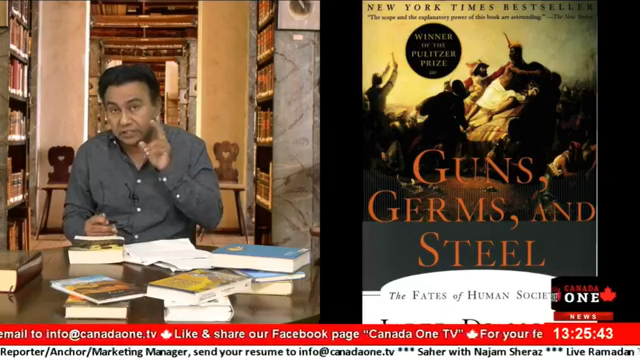 NEW YORK TIMES BESTSELLER
"The scope and the explanatory power of this book are astounding." —The New Yorker
WINNER
OF THE
PULITZER
PRIZE
GUNS,
GERMS, AND
STEEL
The Fates of Human Societ
CANADA
ONE
NEWS
email to info@canadaone.tv Like & share our Facebook page "Canada One TV" For your fe
13:25:43
Reporter/Anchor/Marketing Manager, send your resume to info@canadaone.tv *** Saher with Najam Sheraz *** Live Ramadan